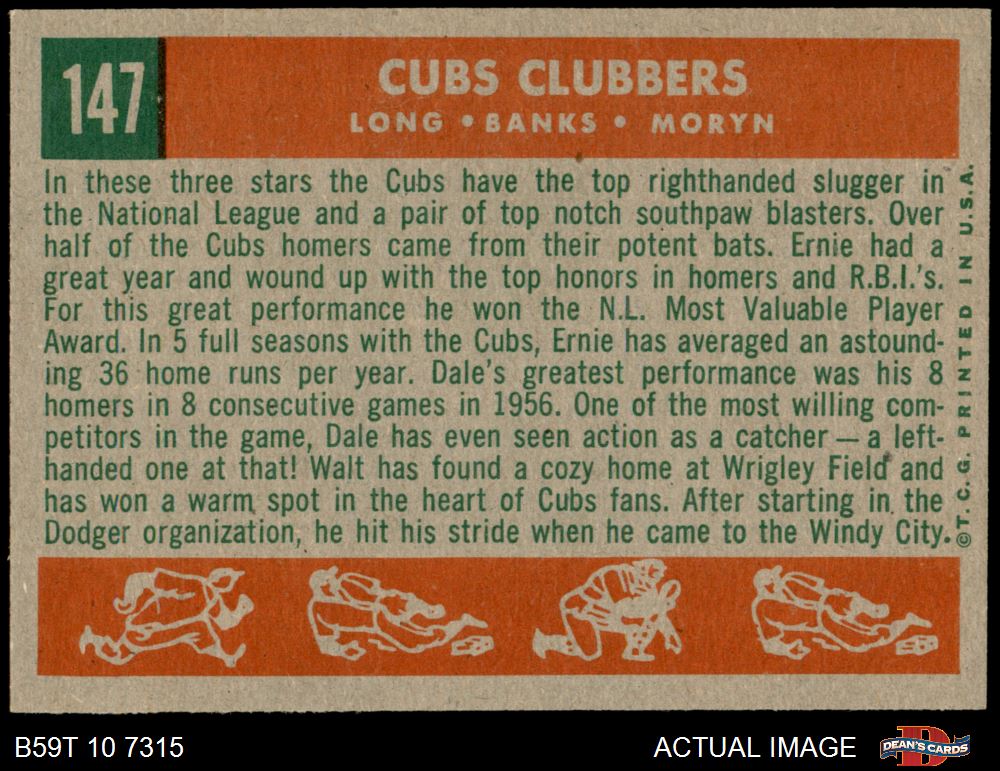 147
CUBS CLUBBERS
LONG • BANKS • MORYN
In these three stars the Cubs have the top righthanded slugger in
the National League and a pair of top notch southpaw blasters. Over
half of the Cubs homers came from their potent bats. Ernie had a
great year and wound up with the top honors in homers and R.B.I.'s.
For this great performance he won the N.L. Most Valuable Player
Award. In 5 full seasons with the Cubs, Ernie has averaged an astound-
ing 36 home runs per year. Dale's greatest performance was his 8
homers in 8 consecutive games in 1956. One of the most willing com-
petitors in the game, Dale has even seen action as a catcher — a left-
handed one at that! Walt has found a cozy home at Wrigley Field and
has won a warm spot in the heart of Cubs fans. After starting in the
Dodger organization, he hit his stride when he came to the Windy City.
© T. C. G. PRINTED IN U.S.A.
B59T 10 7315
ACTUAL IMAGE
DEAN'S CARDS